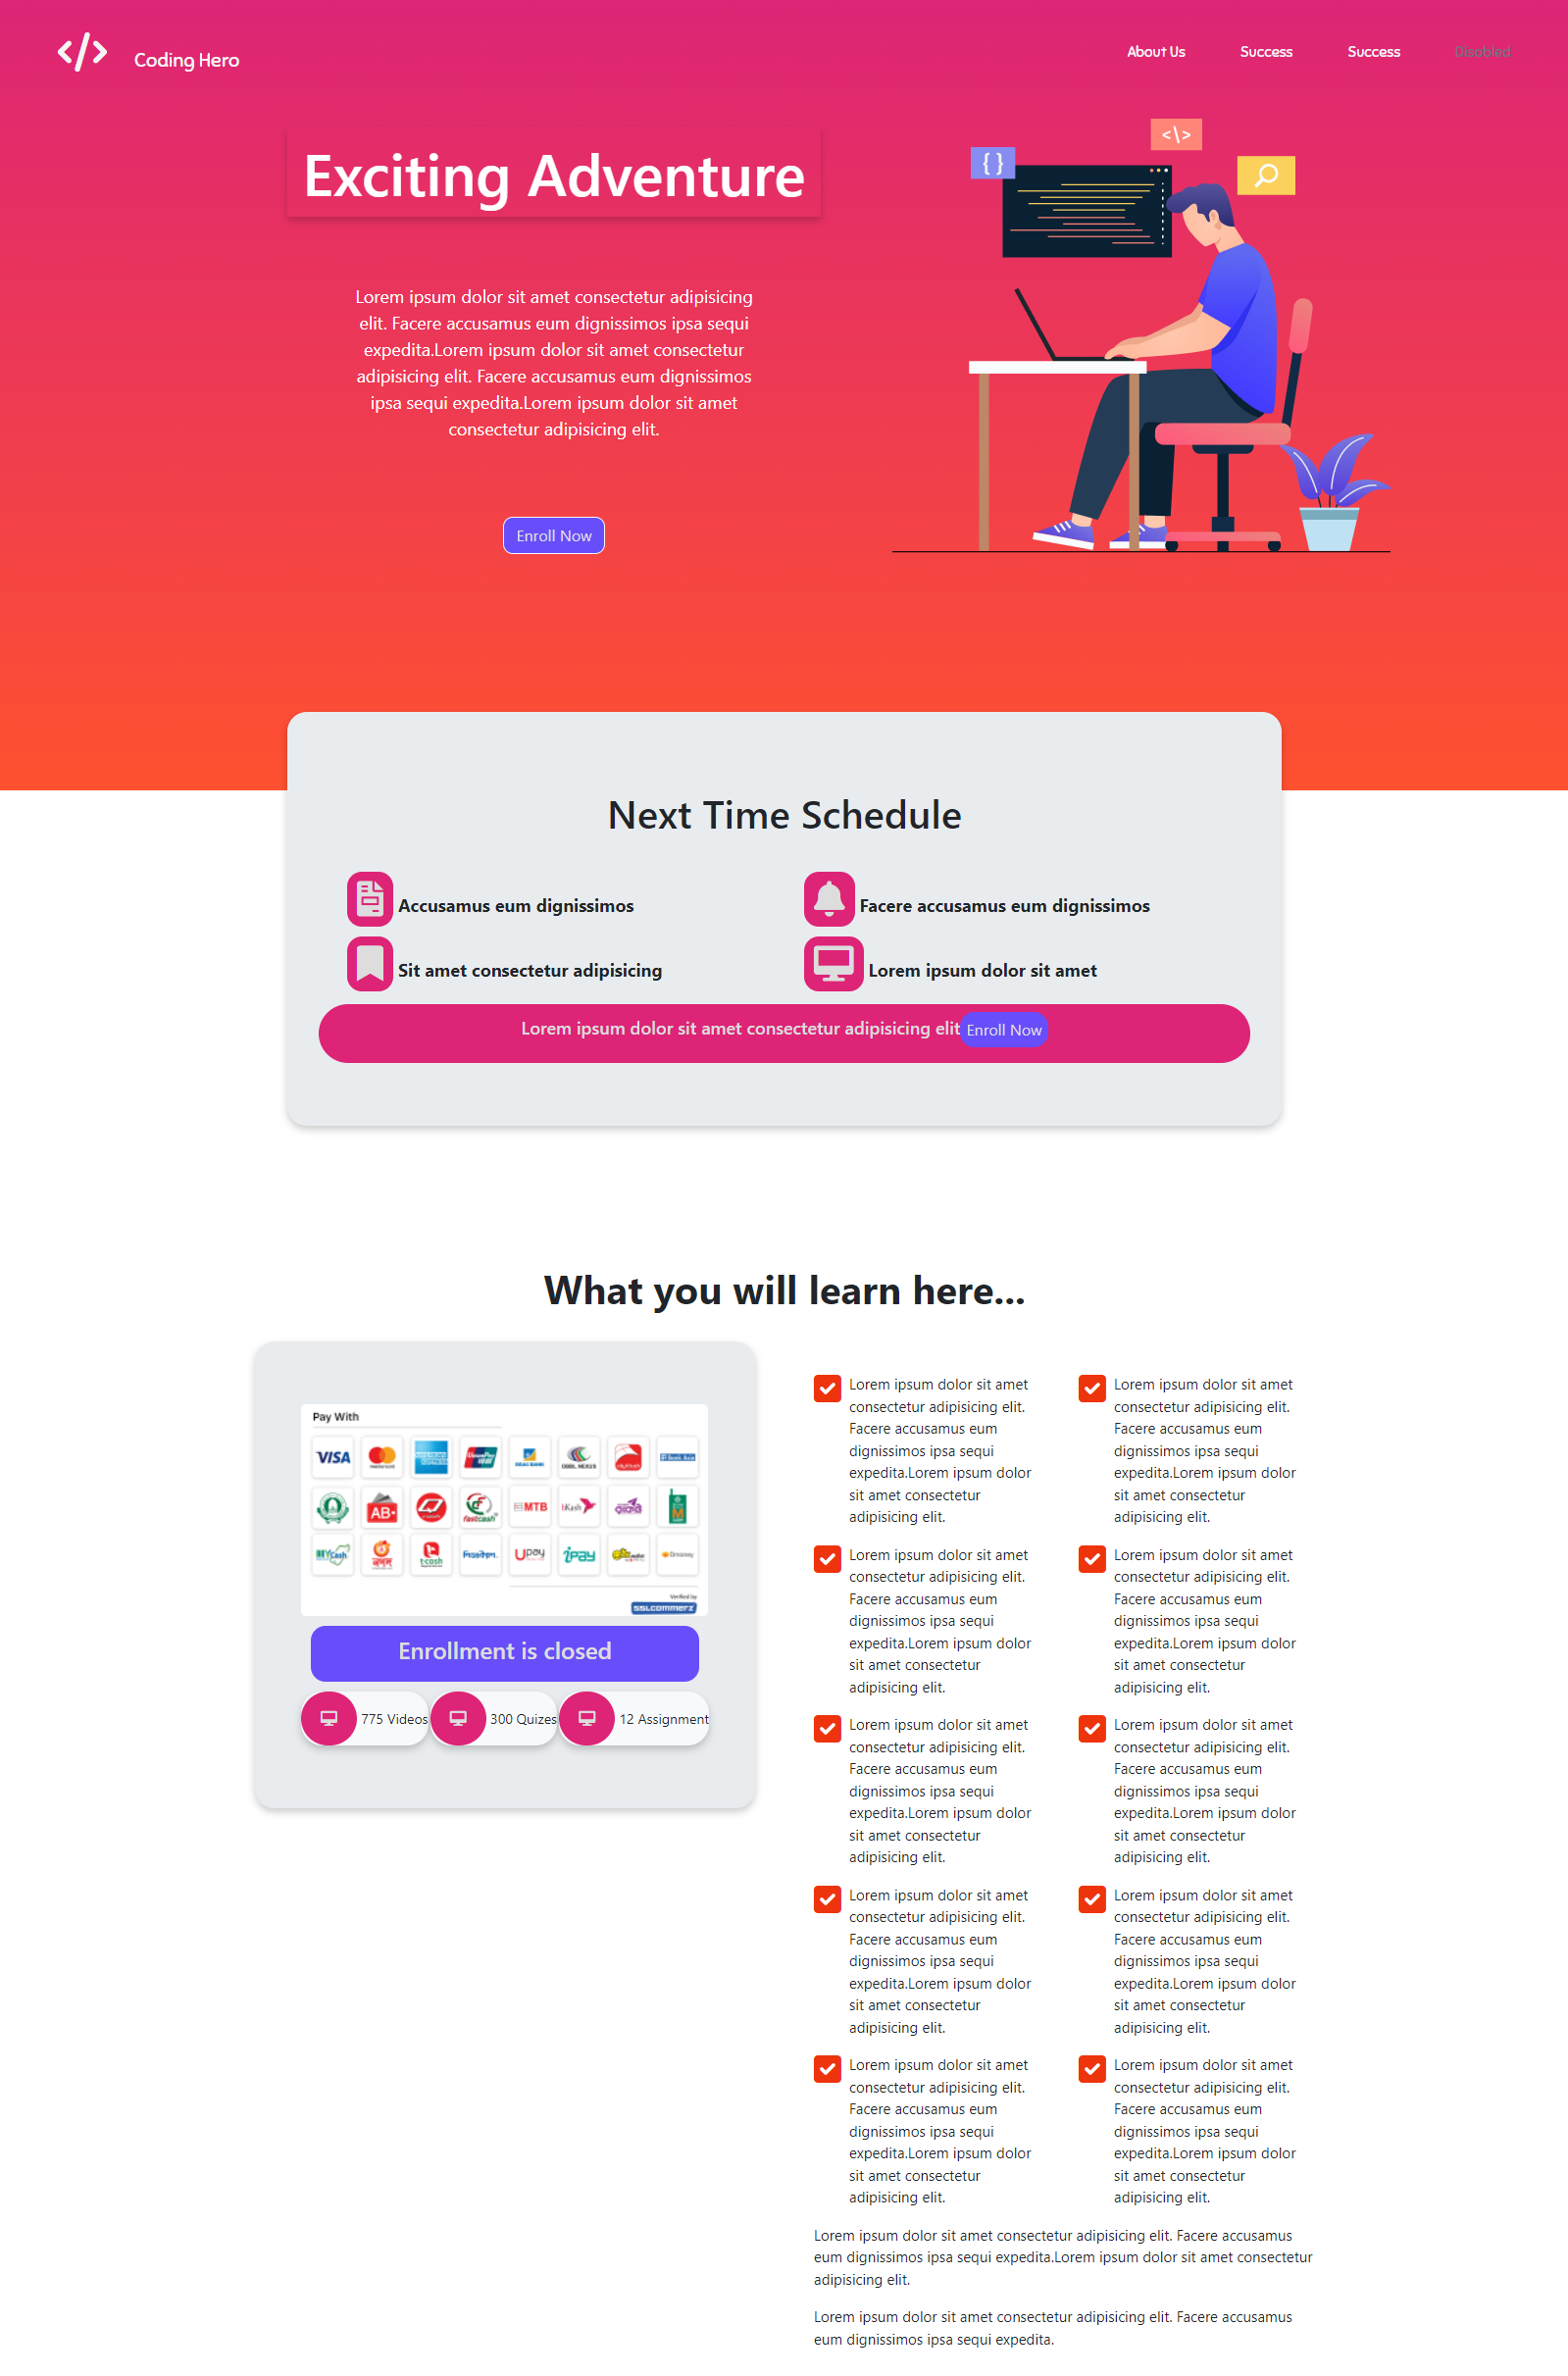 </>
Coding Hero
About Us
Success
Success
Disabled
</>
{ }
Exciting Adventure
Lorem ipsum dolor sit amet consectetur adipisicing
elit. Facere accusamus eum dignissimos ipsa sequi
expedita.Lorem ipsum dolor sit amet consectetur
adipisicing elit. Facere accusamus eum dignissimos
ipsa sequi expedita.Lorem ipsum dolor sit amet
consectetur adipisicing elit.
Enroll Now
Next Time Schedule
Accusamus eum dignissimos
Facere accusamus eum dignissimos
Sit amet consectetur adipisicing
Lorem ipsum dolor sit amet
Lorem ipsum dolor sit amet consectetur adipisicing elit
Enroll Now
What you will learn here...
Pay With
VISA
MTB
bKash
AB
fastcash
Upay
iPay
t-cash
Verified by
SSLCOMMERZ
Enrollment is closed
775 Videos
300 Quizes
12 Assignment
Lorem ipsum dolor sit amet
consectetur adipisicing elit.
Facere accusamus eum
dignissimos ipsa sequi
expedita.Lorem ipsum dolor
sit amet consectetur
adipisicing elit.
Lorem ipsum dolor sit amet
consectetur adipisicing elit.
Facere accusamus eum
dignissimos ipsa sequi
expedita.Lorem ipsum dolor
sit amet consectetur
adipisicing elit.
Lorem ipsum dolor sit amet
consectetur adipisicing elit.
Facere accusamus eum
dignissimos ipsa sequi
expedita.Lorem ipsum dolor
sit amet consectetur
adipisicing elit.
Lorem ipsum dolor sit amet
consectetur adipisicing elit.
Facere accusamus eum
dignissimos ipsa sequi
expedita.Lorem ipsum dolor
sit amet consectetur
adipisicing elit.
Lorem ipsum dolor sit amet
consectetur adipisicing elit.
Facere accusamus eum
dignissimos ipsa sequi
expedita.Lorem ipsum dolor
sit amet consectetur
adipisicing elit.
Lorem ipsum dolor sit amet
consectetur adipisicing elit.
Facere accusamus eum
dignissimos ipsa sequi
expedita.Lorem ipsum dolor
sit amet consectetur
adipisicing elit.
Lorem ipsum dolor sit amet
consectetur adipisicing elit.
Facere accusamus eum
dignissimos ipsa sequi
expedita.Lorem ipsum dolor
sit amet consectetur
adipisicing elit.
Lorem ipsum dolor sit amet
consectetur adipisicing elit.
Facere accusamus eum
dignissimos ipsa sequi
expedita.Lorem ipsum dolor
sit amet consectetur
adipisicing elit.
Lorem ipsum dolor sit amet
consectetur adipisicing elit.
Facere accusamus eum
dignissimos ipsa sequi
expedita.Lorem ipsum dolor
sit amet consectetur
adipisicing elit.
Lorem ipsum dolor sit amet
consectetur adipisicing elit.
Facere accusamus eum
dignissimos ipsa sequi
expedita.Lorem ipsum dolor
sit amet consectetur
adipisicing elit.
Lorem ipsum dolor sit amet consectetur adipisicing elit. Facere accusamus
eum dignissimos ipsa sequi expedita.Lorem ipsum dolor sit amet consectetur
adipisicing elit.
Lorem ipsum dolor sit amet consectetur adipisicing elit. Facere accusamus
eum dignissimos ipsa sequi expedita.